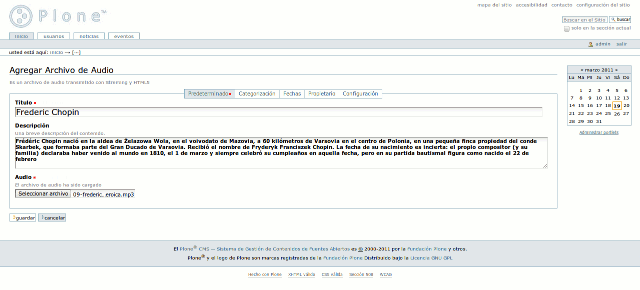 mapa del sitio accesibilidad contacto configuración del sitio
Plone™
Buscar en el Sitio buscar
solo en la sección actual
inicio usuarios noticias eventos
admin salir
usted está aquí: inicio → [...]
Agregar Archivo de Audio
Es un archivo de audio transmitido con Streaming y HTML5
Predeterminado Categorización Fechas Propietario Configuración
Título
Frederic Chopin
Descripción
Una breve descripción del contenido.
Frédéric Chopin nació en la aldea de Żelazowa Wola, en el voivodato de Mazovia, a 60 kilómetros de Varsovia en el centro de Polonia, en una pequeña finca propiedad del conde
Skarbek, que formaba parte del Gran Ducado de Varsovia. Recibió el nombre de Fryderyk Franciszek Chopin. La fecha de su nacimiento es incierta: el propio compositor (y su
familia) declaraba haber venido al mundo en 1810, el 1 de marzo y siempre celebró su cumpleaños en aquella fecha, pero en su partida bautismal figura como nacido el 22 de
febrero
Audio
El archivo de audio ha sido cargado
Seleccionar archivo 09-frederic...eroica.mp3
guardar cancelar
« marzo 2011 »
Lu Ma Mi Ju Vi Sá Do
1 2 3 4 5 6
7 8 9 10 11 12 13
14 15 16 17 18 19 20
21 22 23 24 25 26 27
28 29 30 31
Administrar portlets
El Plone® CMS — Sistema de Gestión de Contenidos de Fuentes Abiertos es © 2000-2011 por la Fundación Plone y otros.
Plone® y el logo de Plone son marcas registradas de la Fundación Plone Distribuido bajo la Licencia GNU GPL
Hecho con Plone XHTML válido CSS válida Sección 508 WCAG